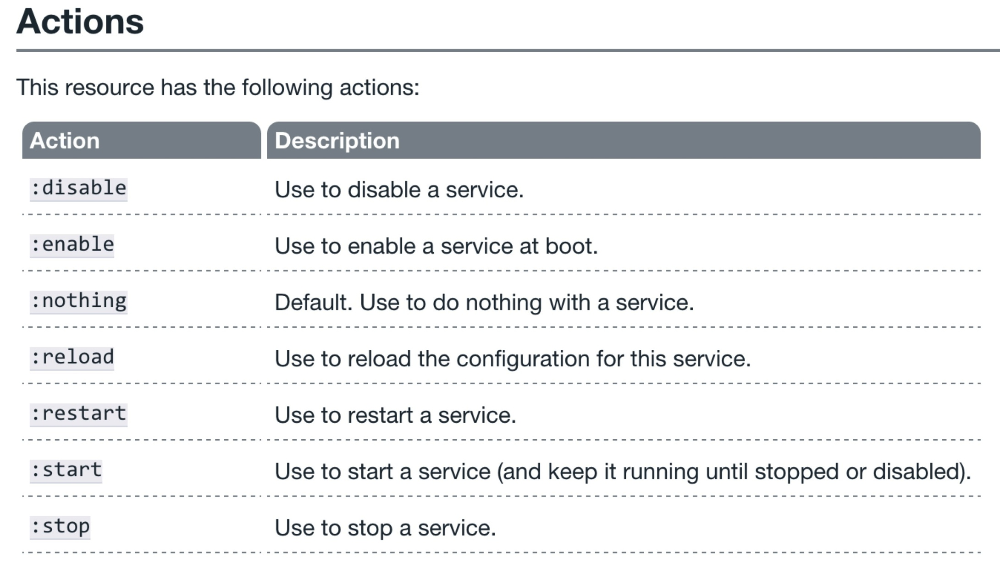 Actions
This resource has the following actions:
Action Description
:disable Use to disable a service.
:enable Use to enable a service at boot.
:nothing Default. Use to do nothing with a service.
:reload Use to reload the configuration for this service.
:restart Use to restart a service.
:start Use to start a service (and keep it running until stopped or disabled).
:stop Use to stop a service.